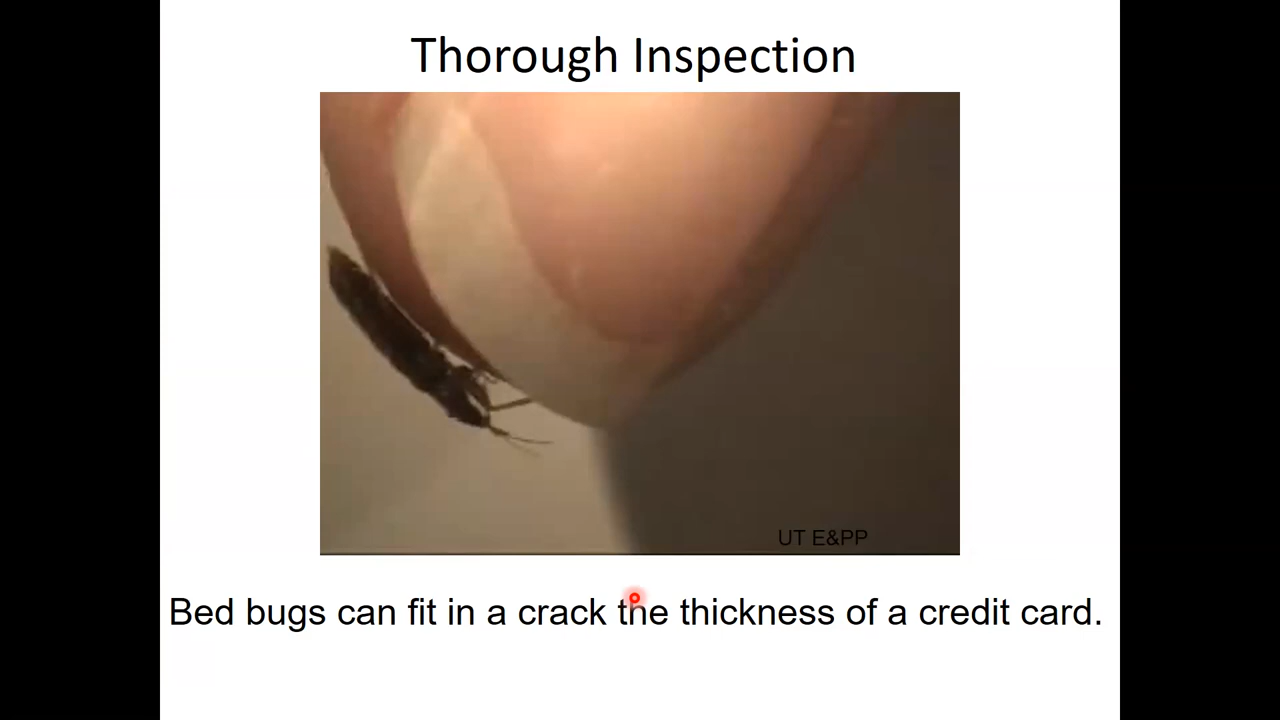 Thorough Inspection
UT E&PP
Bed bugs can fit in a crack the thickness of a credit card.